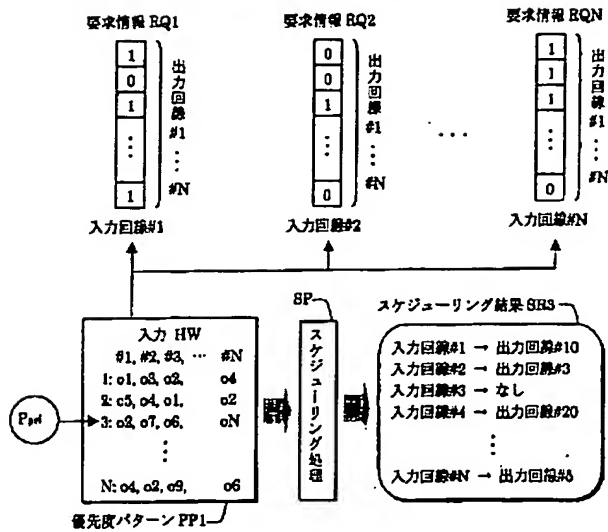 要求情報 RQ1
要求情報 RQ2
要求情報 RQN
1
0
1
⋮
1
出力回線#1 ⋯ #N
0
0
1
⋮
0
出力回線#1 ⋯ #N
…
1
1
1
⋮
0
出力回線#1 ⋯ #N
入力回線#1
入力回線#2
入力回線#N
入力 HW
#1, #2, #3, … #N
1: o1, o3, o2, o4
2: c5, o4, o1, o2
3: o2, o7, o6, oN
⋮
N: o4, o2, o9, o6
優先度パターン PP1
SP
スケジューリング処理
スケジューリング結果 SR3
入力回線#1 → 出力回線#10
入力回線#2 → 出力回線#3
入力回線#3 → なし
入力回線#4 → 出力回線#20
⋮
入力回線#N → 出力回線#8